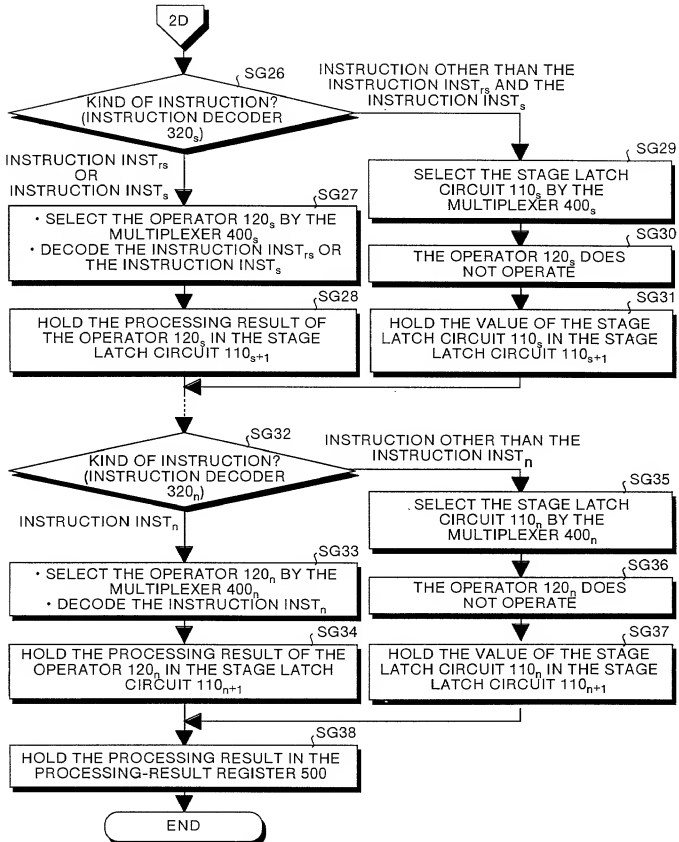 2D
SG26
KIND OF INSTRUCTION?
(INSTRUCTION DECODER
320s)
INSTRUCTION OTHER THAN THE
INSTRUCTION INSTrs AND THE
INSTRUCTION INSTs
INSTRUCTION INSTrs
OR
INSTRUCTION INSTs
SG27
• SELECT THE OPERATOR 120s BY THE
MULTIPLEXER 400s
• DECODE THE INSTRUCTION INSTrs OR
THE INSTRUCTION INSTs
SG28
HOLD THE PROCESSING RESULT OF
THE OPERATOR 120s IN THE STAGE
LATCH CIRCUIT 110s+1
SG29
SELECT THE STAGE LATCH
CIRCUIT 110s BY THE
MULTIPLEXER 400s
SG30
THE OPERATOR 120s DOES
NOT OPERATE
SG31
HOLD THE VALUE OF THE STAGE
LATCH CIRCUIT 110s IN THE STAGE
LATCH CIRCUIT 110s+1
SG32
KIND OF INSTRUCTION?
(INSTRUCTION DECODER
320n)
INSTRUCTION OTHER THAN THE
INSTRUCTION INSTn
INSTRUCTION INSTn
SG33
• SELECT THE OPERATOR 120n BY THE
MULTIPLEXER 400n
• DECODE THE INSTRUCTION INSTn
SG34
HOLD THE PROCESSING RESULT OF THE
OPERATOR 120n IN THE STAGE LATCH
CIRCUIT 110n+1
SG35
SELECT THE STAGE LATCH
CIRCUIT 110n BY THE
MULTIPLEXER 400n
SG36
THE OPERATOR 120n DOES
NOT OPERATE
SG37
HOLD THE VALUE OF THE STAGE
LATCH CIRCUIT 110n IN THE STAGE
LATCH CIRCUIT 110n+1
SG38
HOLD THE PROCESSING RESULT IN THE
PROCESSING-RESULT REGISTER 500
END